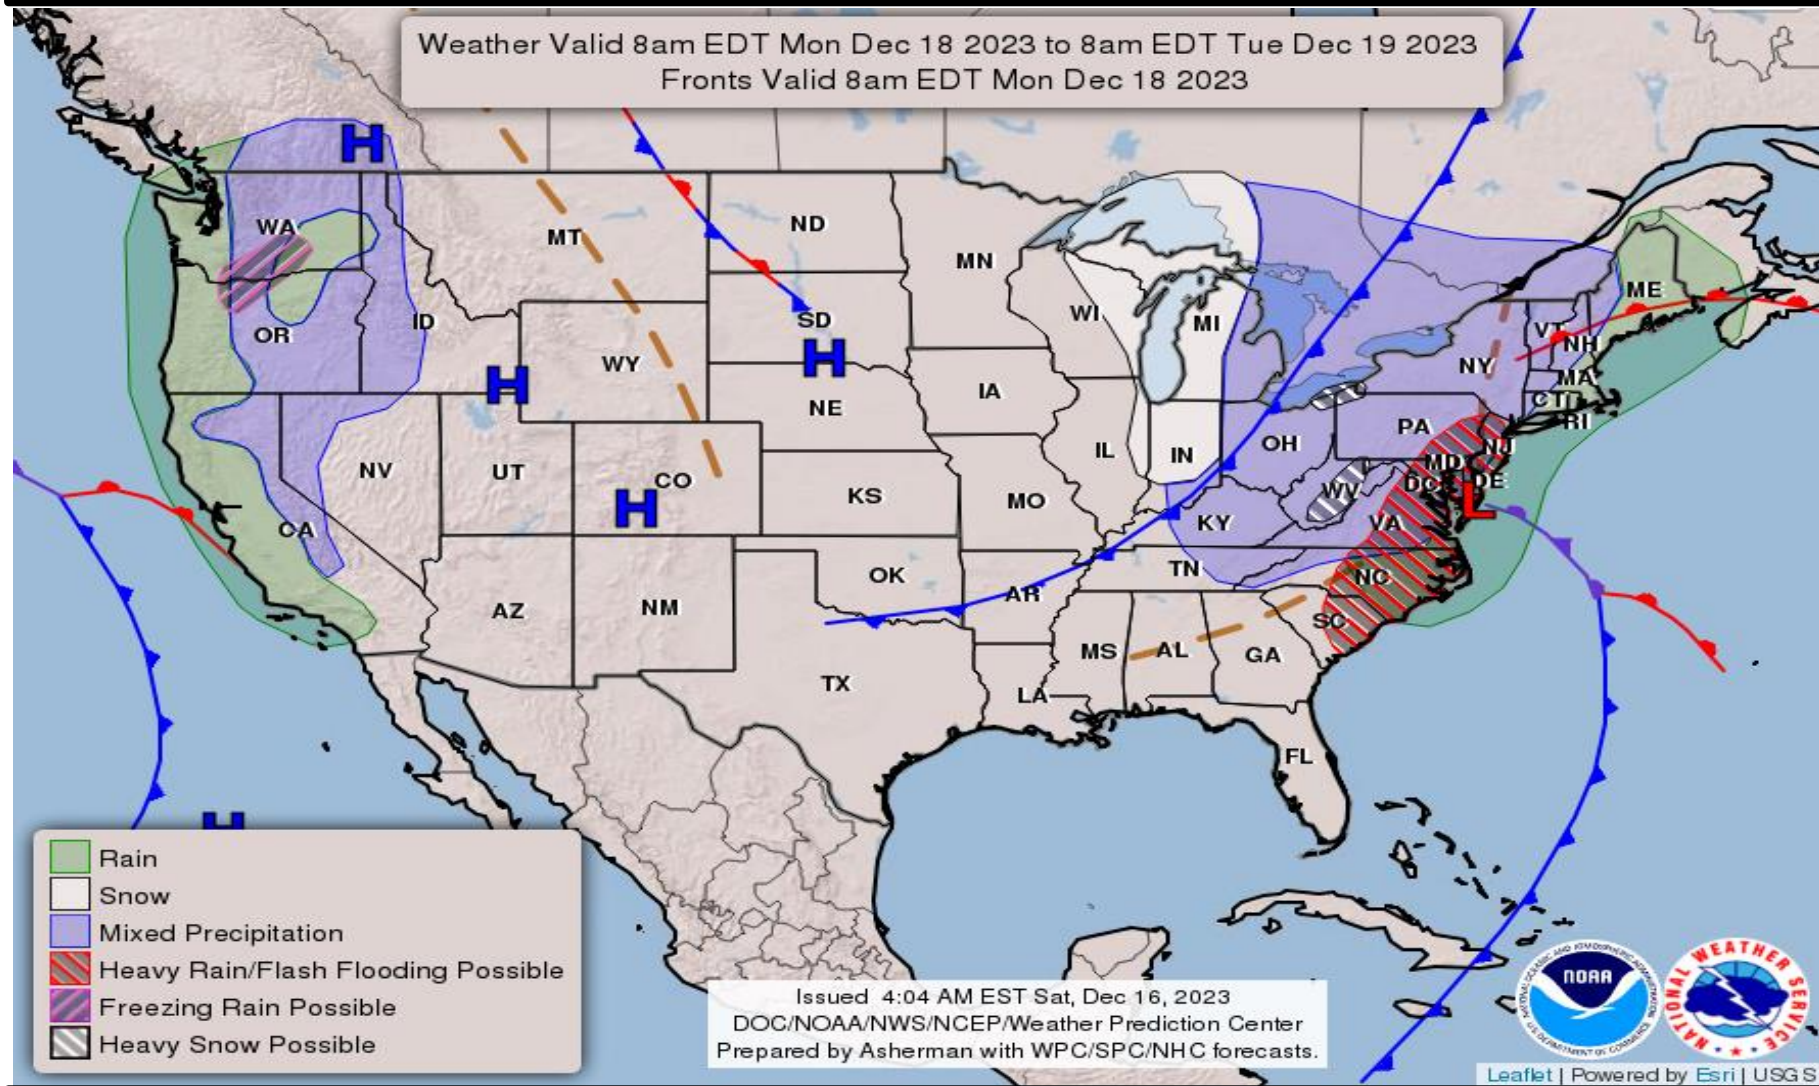 Weather Valid 8am EDT Mon Dec 18 2023 to 8am EDT Tue Dec 19 2023
Fronts Valid 8am EDT Mon Dec 18 2023
H
WA
MT
ND
MN
ME
OR
ID
SD
WI
MI
VT
NH
H
WY
H
NY
MA
NE
IA
CT
RI
PA
OH
NJ
NV
UT
CO
H
KS
MO
IL
IN
MD
DE
DC
WV
L
CA
KY
VA
AZ
NM
OK
AR
TN
NC
SC
TX
LA
MS
AL
GA
FL
H
Rain
Snow
Mixed Precipitation
Heavy Rain/Flash Flooding Possible
Freezing Rain Possible
Heavy Snow Possible
Issued 4:04 AM EST Sat, Dec 16, 2023
DOC/NOAA/NWS/NCEP/Weather Prediction Center
Prepared by Asherman with WPC/SPC/NHC forecasts.
NOAA
NATIONAL WEATHER SERVICE
Leaflet | Powered by Esri | USGS